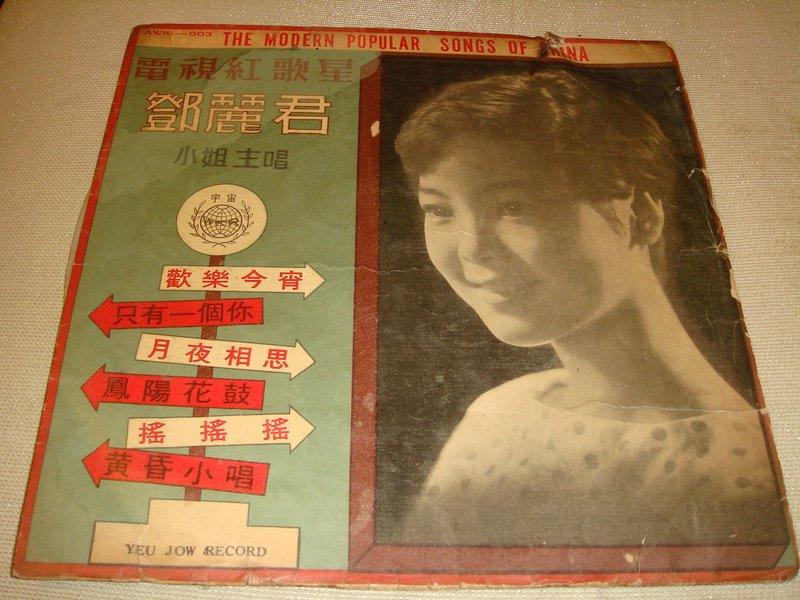 AWK—003 THE MODERN POPULAR SONGS OF CHINA
電視紅歌星
鄧麗君
小姐主唱
宇宙
歡樂今宵
只有一個你
月夜相思
鳳陽花鼓
搖搖搖
黄昏小唱
YEU JOW RECORD